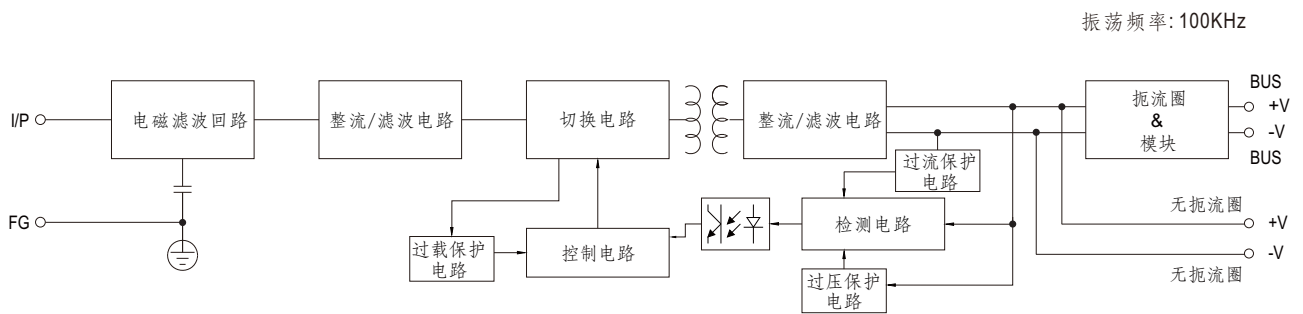 振荡频率: 100KHz
BUS
I/P
电磁滤波回路
整流/滤波电路
切换电路
整流/滤波电路
扼流圈
&
模块
+V
-V
BUS
过流保护
电路
FG
过载保护
电路
控制电路
检测电路
过压保护
电路
无扼流圈
+V
-V
无扼流圈